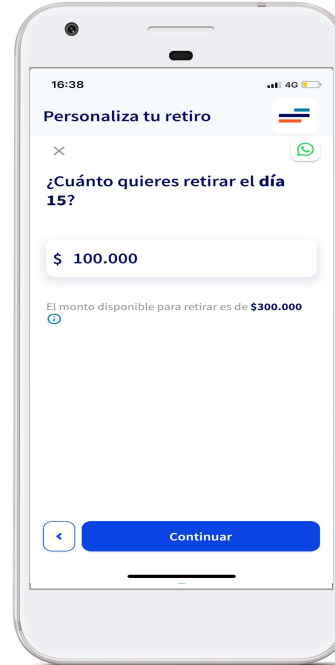 16:38
4G
Personaliza tu retiro
¿Cuánto quieres retirar el día
15?
$ 100.000
El monto disponible para retirar es de $300.000
Continuar